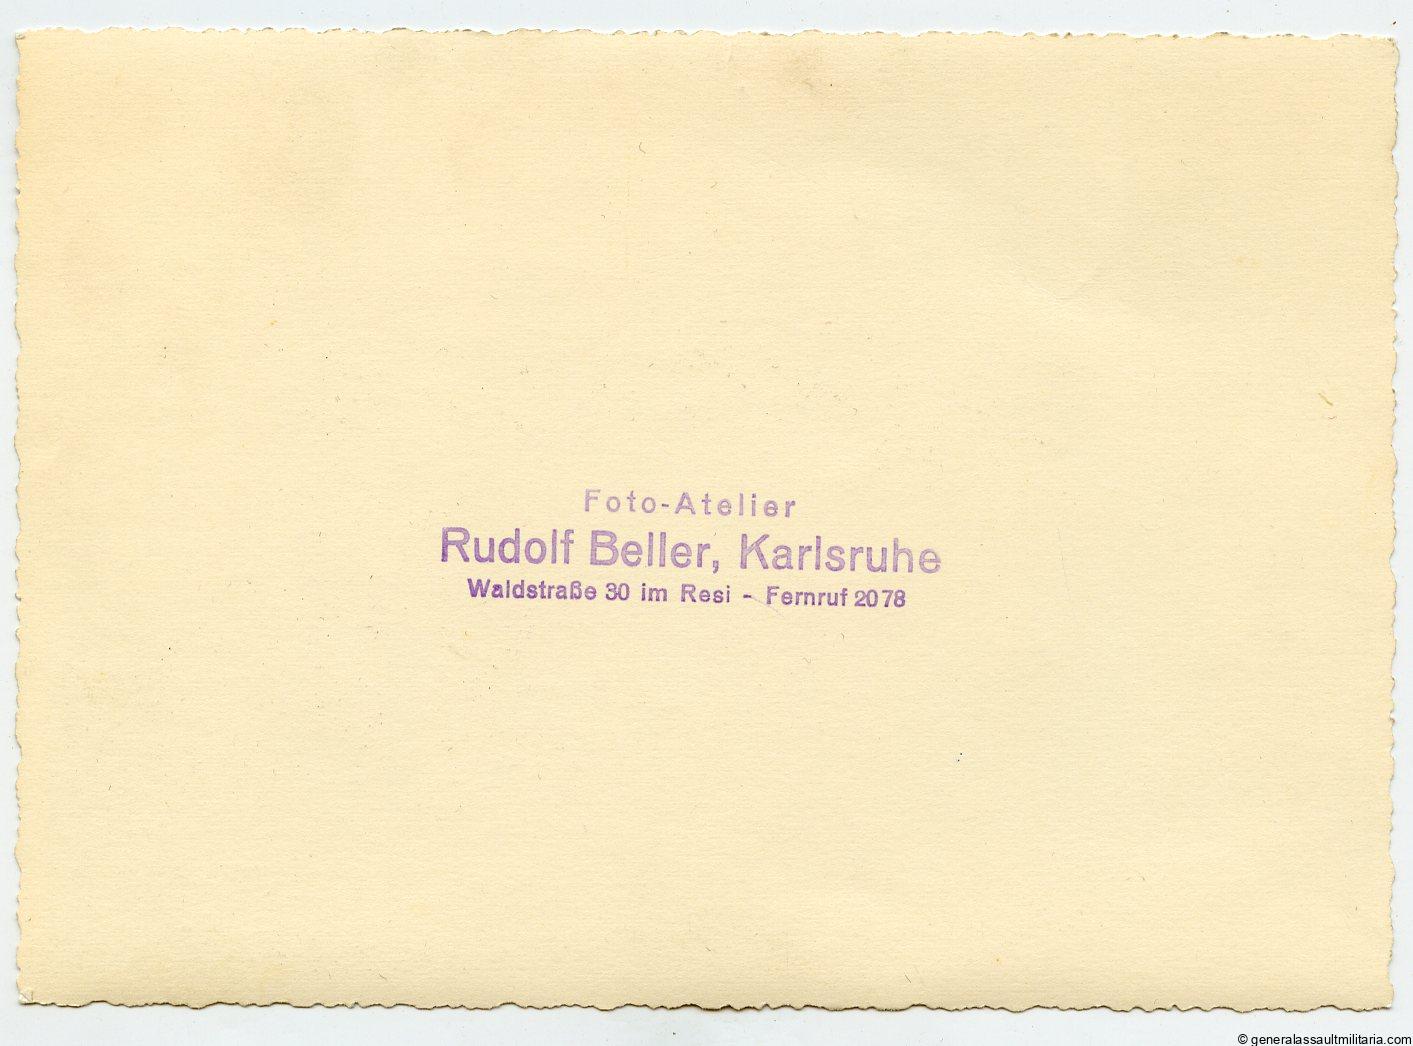 Foto-Atelier
Rudolf Beller, Karlsruhe
Waldstraße 30 im Resi - Fernruf 2078
© generalassaultmilitaria.com